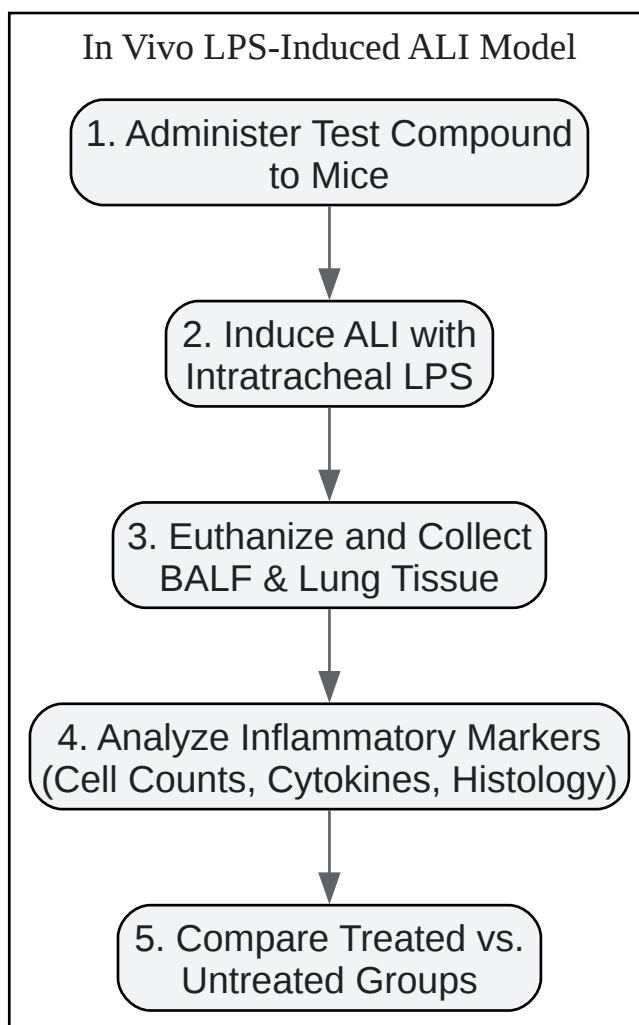 In Vivo LPS-Induced ALI Model
1. Administer Test Compound
to Mice
2. Induce ALI with
Intratracheal LPS
3. Euthanize and Collect
BALF & Lung Tissue
4. Analyze Inflammatory Markers
(Cell Counts, Cytokines, Histology)
5. Compare Treated vs.
Untreated Groups